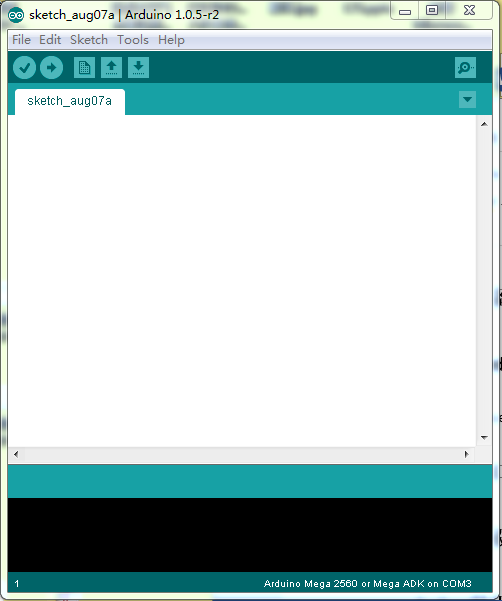 sketch_aug07a | Arduino 1.0.5-r2
File Edit Sketch Tools Help
sketch_aug07a
1 Arduino Mega 2560 or Mega ADK on COM3